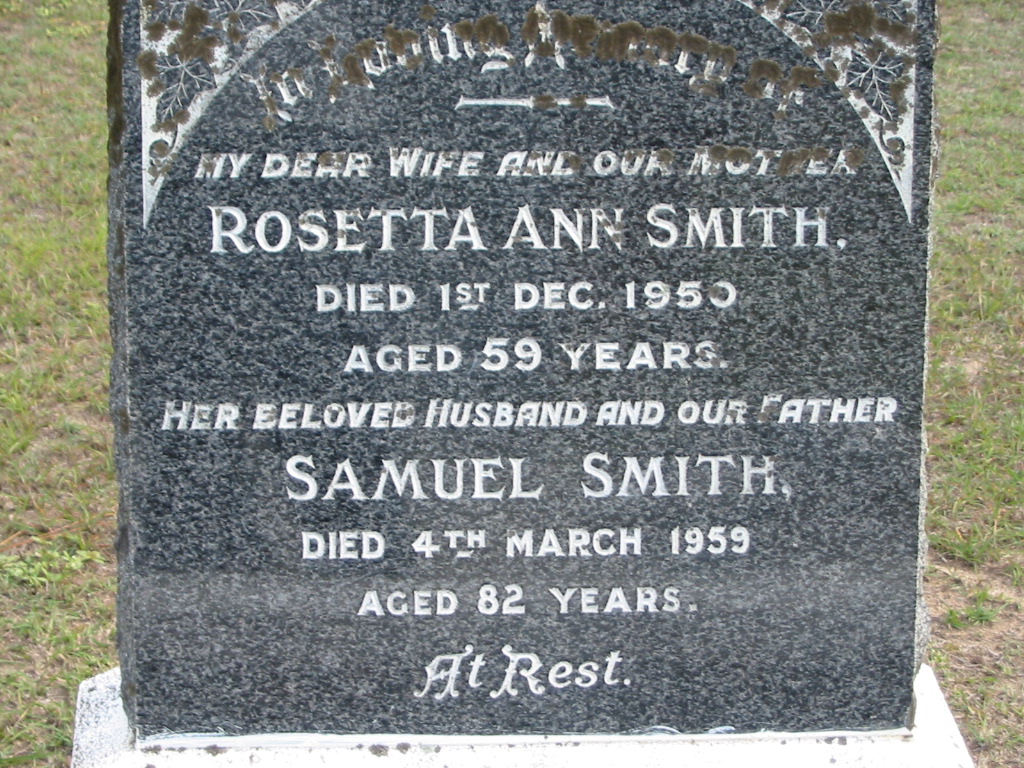 In Loving Memory of
MY DEAR WIFE AND OUR MOTHER
ROSETTA ANN SMITH,
DIED 1ST DEC. 1950
AGED 59 YEARS.
HER BELOVED HUSBAND AND OUR FATHER
SAMUEL SMITH,
DIED 4TH MARCH 1959
AGED 82 YEARS.
At Rest.